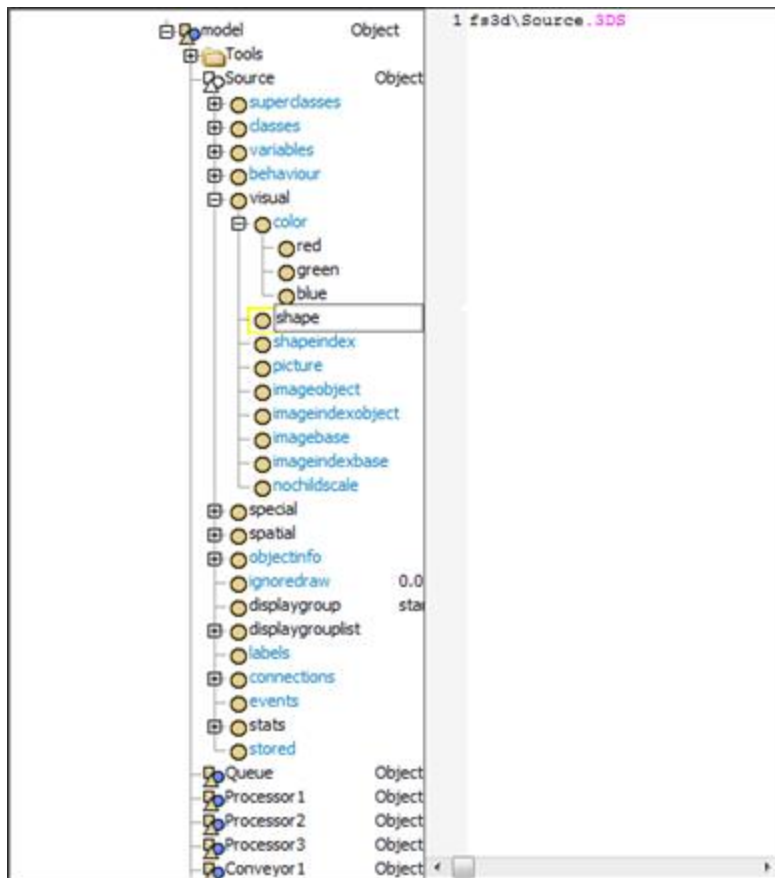 model Object
Tools
Source Object
superclasses
classes
variables
behaviour
visual
color
red
green
blue
shape
shapeindex
picture
imageobject
imageindexobject
imagebase
imageindexbase
nochildscale
special
spatial
objectinfo
ignoredraw 0.0
displaygroup star
displaygrouplist
labels
connections
events
stats
stored
Queue Object
Processor1 Object
Processor2 Object
Processor3 Object
Conveyor1 Object
1 fs3d\Source.3DS